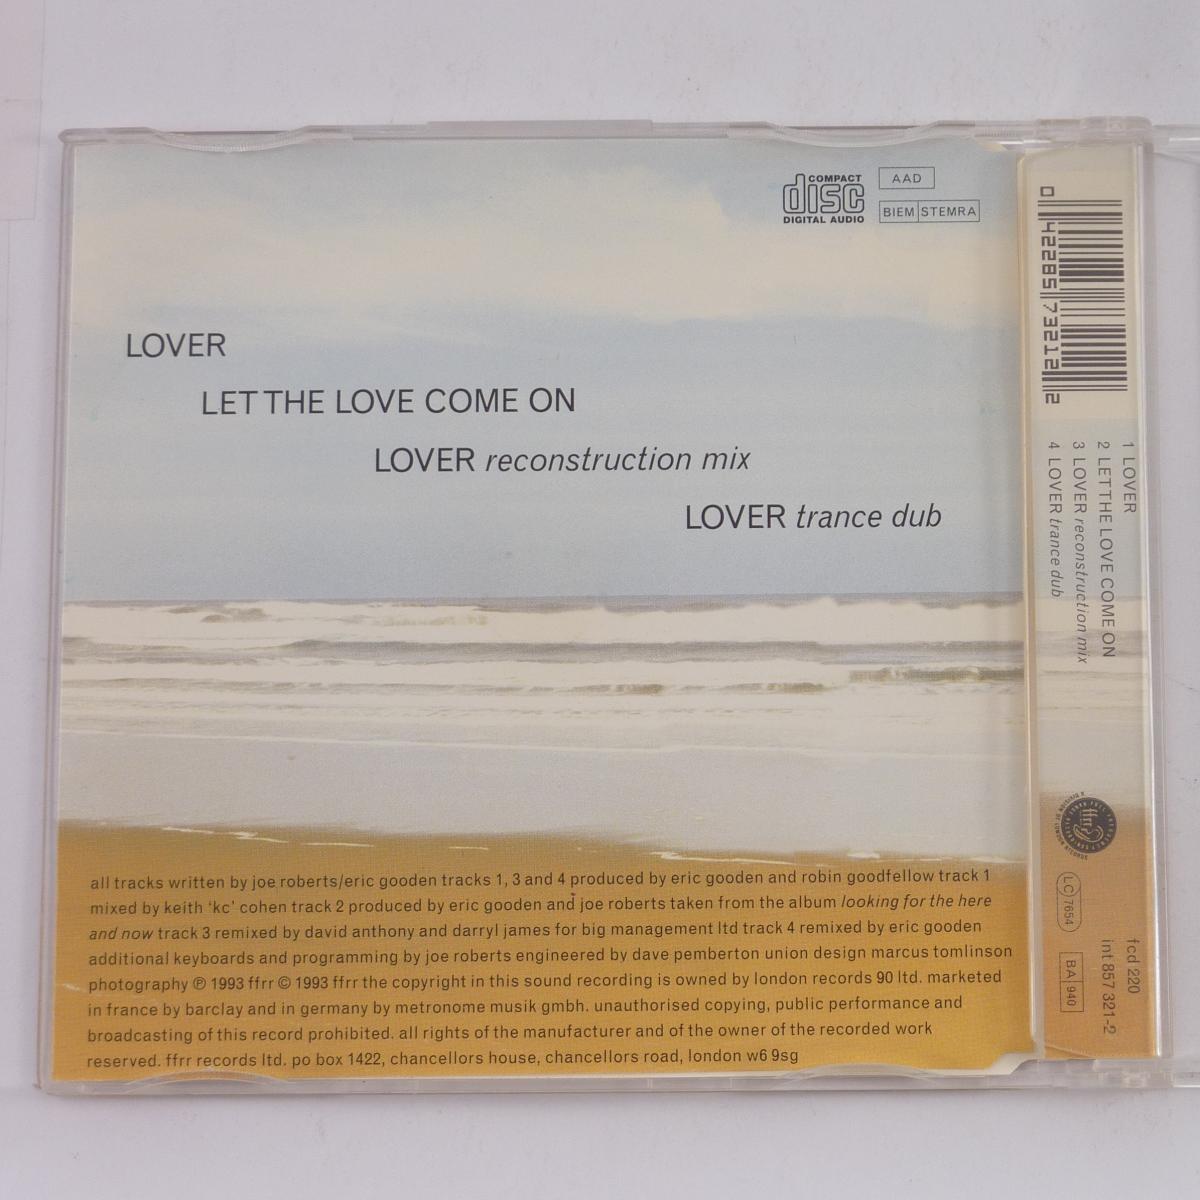 COMPACT
disc
DIGITAL AUDIO
AAD
BIEM STEMRA
LOVER
LET THE LOVE COME ON
LOVER reconstruction mix
LOVER trance dub
all tracks written by joe roberts/eric gooden tracks 1, 3 and 4 produced by eric gooden and robin goodfellow track 1
mixed by keith 'kc' cohen track 2 produced by eric gooden and joe roberts taken from the album looking for the here
and now track 3 remixed by david anthony and darryl james for big management ltd track 4 remixed by eric gooden
additional keyboards and programming by joe roberts engineered by dave pemberton union design marcus tomlinson
photography ℗ 1993 ffrr © 1993 ffrr the copyright in this sound recording is owned by london records 90 ltd. marketed
in france by barclay and in germany by metronome musik gmbh. unauthorised copying, public performance and
broadcasting of this record prohibited. all rights of the manufacturer and of the owner of the recorded work
reserved. ffrr records ltd. po box 1422, chancellors house, chancellors road, london w6 9sg
0 42285 73212 2
1 LOVER
2 LET THE LOVE COME ON
3 LOVER reconstruction mix
4 LOVER trance dub
ffrr
LC 7654
BA 940
fcd 220
int 857 321-2